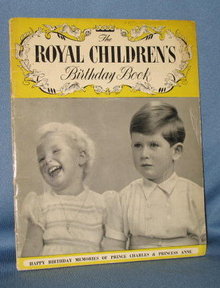 The
ROYAL CHILDREN'S
Birthday Book
HAPPY BIRTHDAY MEMORIES OF PRINCE CHARLES & PRINCESS ANNE